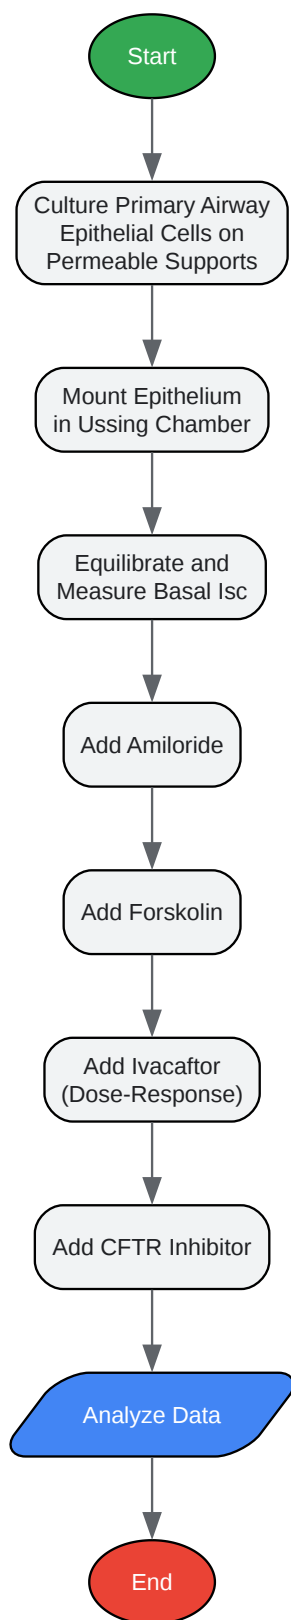 Start
Culture Primary Airway
Epithelial Cells on
Permeable Supports
Mount Epithelium
in Ussing Chamber
Equilibrate and
Measure Basal Isc
Add Amiloride
Add Forskolin
Add Ivacaftor
(Dose-Response)
Add CFTR Inhibitor
Analyze Data
End